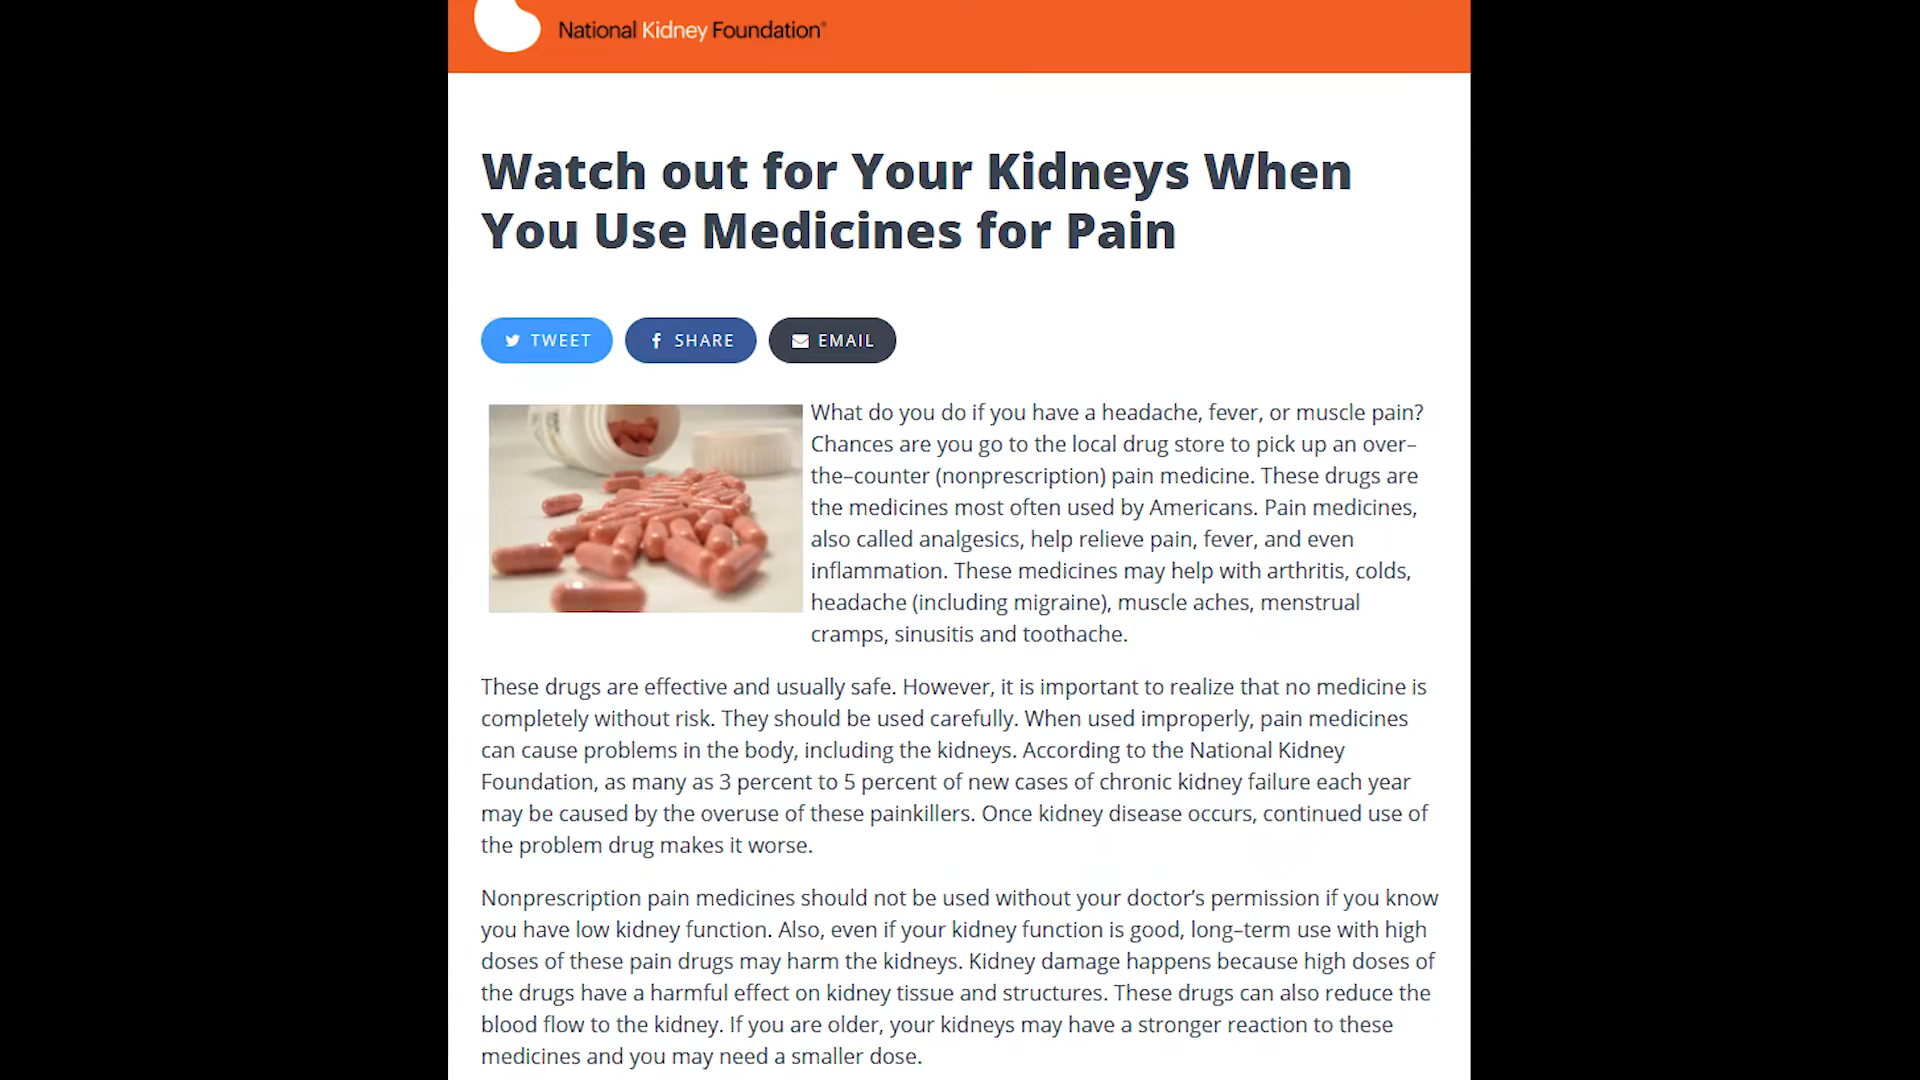 National Kidney Foundation®
Watch out for Your Kidneys When
You Use Medicines for Pain
TWEET
SHARE
EMAIL
What do you do if you have a headache, fever, or muscle pain?
Chances are you go to the local drug store to pick up an over–
the–counter (nonprescription) pain medicine. These drugs are
the medicines most often used by Americans. Pain medicines,
also called analgesics, help relieve pain, fever, and even
inflammation. These medicines may help with arthritis, colds,
headache (including migraine), muscle aches, menstrual
cramps, sinusitis and toothache.
These drugs are effective and usually safe. However, it is important to realize that no medicine is
completely without risk. They should be used carefully. When used improperly, pain medicines
can cause problems in the body, including the kidneys. According to the National Kidney
Foundation, as many as 3 percent to 5 percent of new cases of chronic kidney failure each year
may be caused by the overuse of these painkillers. Once kidney disease occurs, continued use of
the problem drug makes it worse.
Nonprescription pain medicines should not be used without your doctor’s permission if you know
you have low kidney function. Also, even if your kidney function is good, long–term use with high
doses of these pain drugs may harm the kidneys. Kidney damage happens because high doses of
the drugs have a harmful effect on kidney tissue and structures. These drugs can also reduce the
blood flow to the kidney. If you are older, your kidneys may have a stronger reaction to these
medicines and you may need a smaller dose.